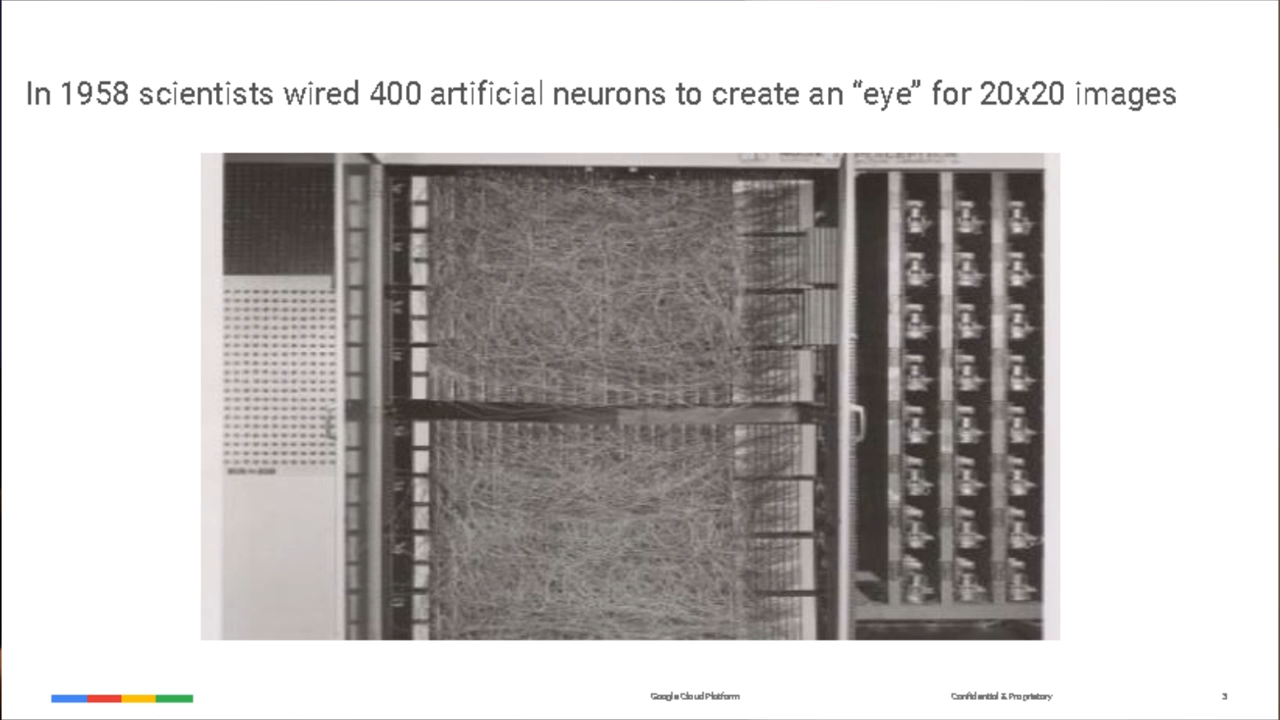 In 1958 scientists wired 400 artificial neurons to create an “eye” for 20x20 images
Google Cloud Platform
Confidential & Proprietary
3